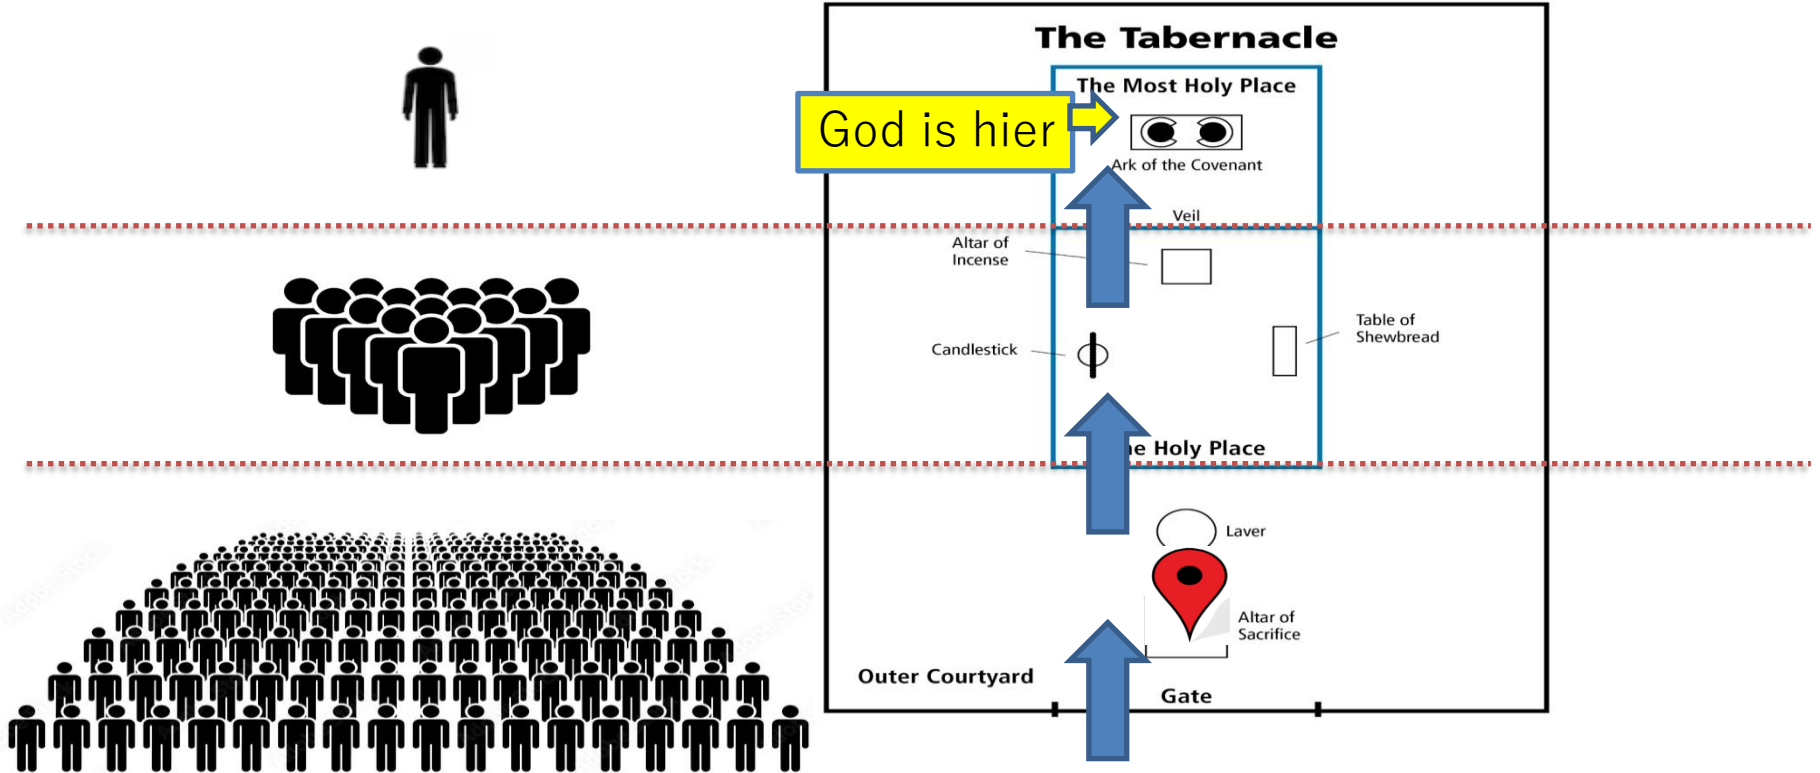 The Tabernacle
The Most Holy Place
God is hier
Ark of the Covenant
Veil
Altar of
Incense
Table of
Shewbread
Candlestick
he Holy Place
Laver
Altar of
Sacrifice
Outer Courtyard
Gate